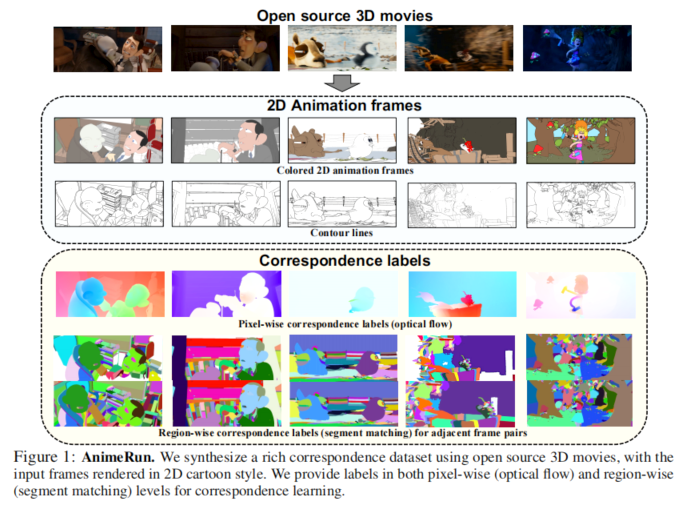 Open source 3D movies
2D Animation frames
Colored 2D animation frames
Contour lines
Correspondence labels
Pixel-wise correspondence labels (optical flow)
Region-wise correspondence labels (segment matching) for adjacent frame pairs
Figure 1: AnimeRun. We synthesize a rich correspondence dataset using open source 3D movies, with the
input frames rendered in 2D cartoon style. We provide labels in both pixel-wise (optical flow) and region-wise
(segment matching) levels for correspondence learning.